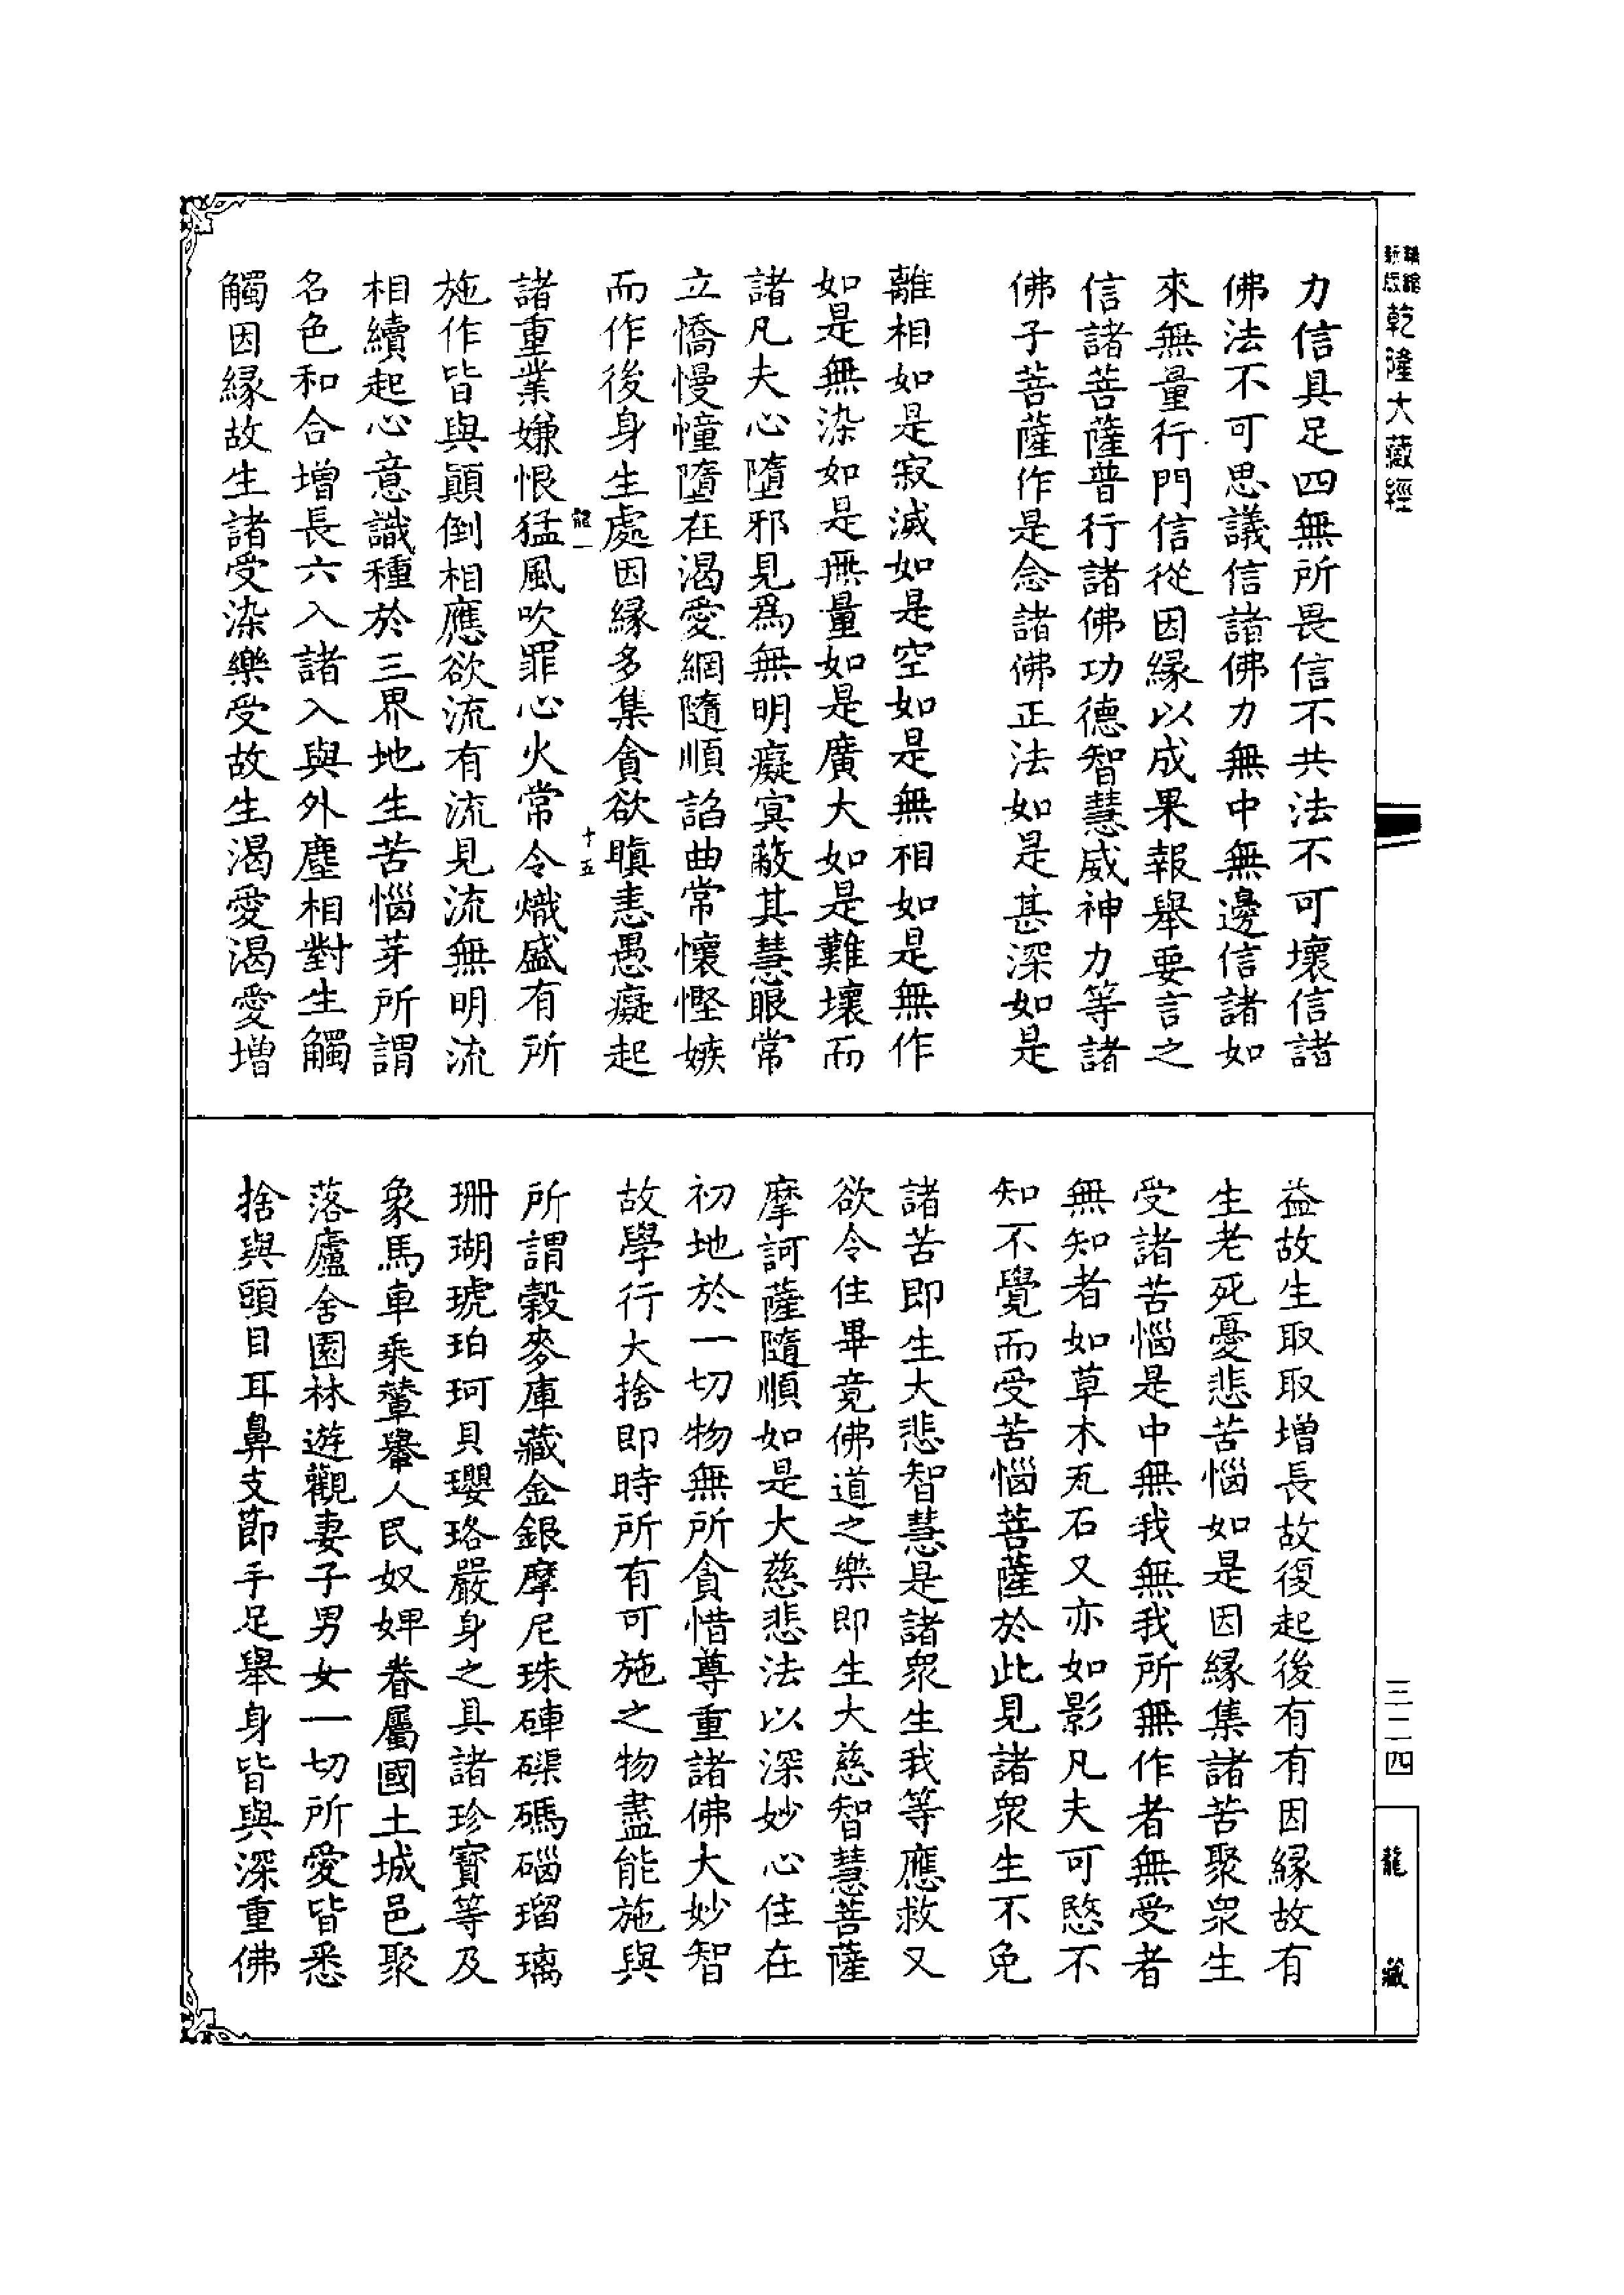 乾隆大藏經
力信具足四無所畏信不共法不可壞信諸
佛法不可思議信諸佛力無中無邊信諸如
來無量行門信從因緣以成果報舉要言之
信諸菩薩普行諸佛功德智慧威神力等諸
佛子菩薩作是念諸佛正法如是甚深如是
離相如是寂滅如是空如是無相如是無作
如是無染如是無量如是廣大如是難壞而
諸凡夫心墮邪見為無明癡冥蔽其慧眼常
立憍慢幢墮在渴愛網隨順諂曲常懷慳嫉
而作後身生處因緣多集貪欲瞋恚愚癡起
龍一
十五
諸重業嫌恨猛風吹罪心火常令熾盛有所
施作皆與顛倒相應欲流有流見流無明流
相續起心意識種於三界地生苦惱芽所謂
名色和合增長六入諸入與外塵相對生觸
觸因緣故生諸受染樂受故生渴愛渴愛增
益故生取取增長故復起後有有因緣故有
生老死憂悲苦惱如是因緣集諸苦聚眾生
受諸苦惱是中無我無我所無作者無受者
無知者如草木瓦石又亦如影凡夫可愍不
知不覺而受苦惱菩薩於此見諸眾生不免
諸苦即生大悲智慧是諸眾生我等應救又
欲令住畢竟佛道之樂即生大慈智慧菩薩
摩訶薩隨順如是大慈悲法以深妙心住在
初地於一切物無所貪惜尊重諸佛大妙智
故學行大捨即時所有可施之物盡能施與
所謂穀麥庫藏金銀摩尼珠硨磲碼碯瑠璃
珊瑚琥珀珂貝瓔珞嚴身之具諸珍寶等及
象馬車乘輦轝人民奴婢眷屬國土城邑聚
落廬舍園林遊觀妻子男女一切所愛皆悉
捨與頭目耳鼻支節手足舉身皆與深重佛
三二四
龍藏